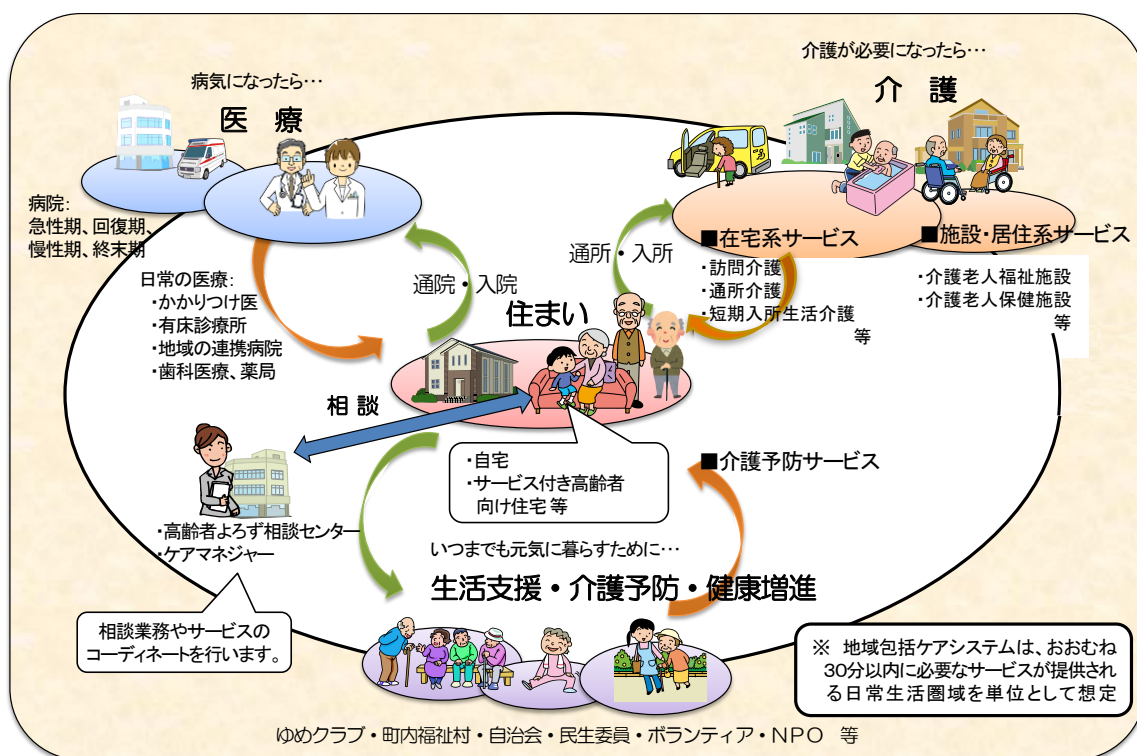 病気になったら…
医 療
介護が必要になったら…
介 護
病院:
急性期、回復期、
慢性期、終末期
日常の医療:
・かかりつけ医
・有床診療所
・地域の連携病院
・歯科医療、薬局
通院・入院
通所・入所
■在宅系サービス
・訪問介護
・通所介護
・短期入所生活介護
等
■施設・居住系サービス
・介護老人福祉施設
・介護老人保健施設
等
住まい
相 談
・自宅
・サービス付き高齢者
向け住宅 等
■介護予防サービス
・高齢者よろず相談センター
・ケアマネジャー
相談業務やサービスの
コーディネートを行います。
いつまでも元気に暮らすために…
生活支援・介護予防・健康増進
※ 地域包括ケアシステムは、おおむね
30分以内に必要なサービスが提供され
る日常生活圏域を単位として想定
ゆめクラブ・町内福祉村・自治会・民生委員・ボランティア・NPO 等